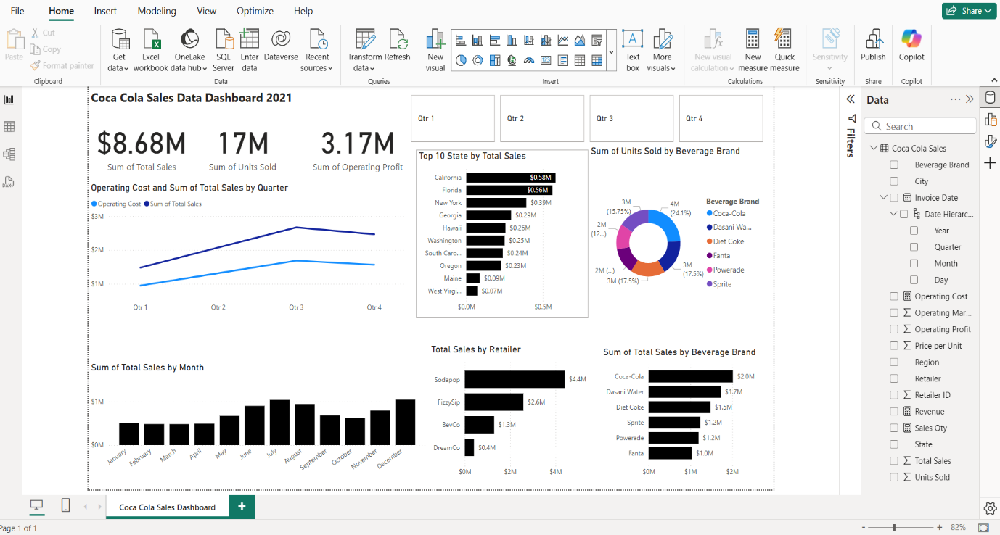 File Home Insert Modeling View Optimize Help Share
Paste
Cut
Copy
Format painter
Clipboard
Get data
Excel workbook
OneLake data hub
SQL Server
Enter data
Dataverse
Recent sources
Data
Transform data
Refresh
Queries
New visual
Text box
More visuals
Insert
New visual calculation
New measure
Quick measure
Calculations
Sensitivity
Sensitivity
Publish
Share
Copilot
Copilot
Coca Cola Sales Data Dashboard 2021
Qtr 1
Qtr 2
Qtr 3
Qtr 4
$8.68M
Sum of Total Sales
17M
Sum of Units Sold
3.17M
Sum of Operating Profit
Operating Cost and Sum of Total Sales by Quarter
Operating Cost Sum of Total Sales
$3M
$2M
$1M
Qtr 1 Qtr 2 Qtr 3 Qtr 4
Top 10 State by Total Sales
California $0.58M
Florida $0.56M
New York $0.39M
Georgia $0.29M
Hawaii $0.26M
Washington $0.25M
South Caro... $0.24M
Oregon $0.23M
Maine $0.09M
West Virgi... $0.07M
$0.0M $0.5M
Sum of Units Sold by Beverage Brand
4M
(24.1%)
3M
(17.5%)
3M (17.5%)
2M (...)
2M
(12...)
3M
(15.75%)
Beverage Brand
Coca-Cola
Dasani Wa...
Diet Coke
Fanta
Powerade
Sprite
Sum of Total Sales by Month
$1M
$0M
January February March April May June July August September October November December
Total Sales by Retailer
Sodapop $4.4M
FizzySip $2.6M
BevCo $1.3M
DreamCo $0.4M
$0M $2M $4M
Sum of Total Sales by Beverage Brand
Coca-Cola $2.0M
Dasani Water $1.7M
Diet Coke $1.5M
Sprite $1.2M
Powerade $1.2M
Fanta $1.0M
$0M $1M $2M
Filters
Data
Search
Coca Cola Sales
Beverage Brand
City
Invoice Date
Date Hierarc...
Year
Quarter
Month
Day
Operating Cost
Operating Mar...
Operating Profit
Price per Unit
Region
Retailer
Retailer ID
Revenue
Sales Qty
State
Total Sales
Units Sold
Coca Cola Sales Dashboard
Page 1 of 1
82%